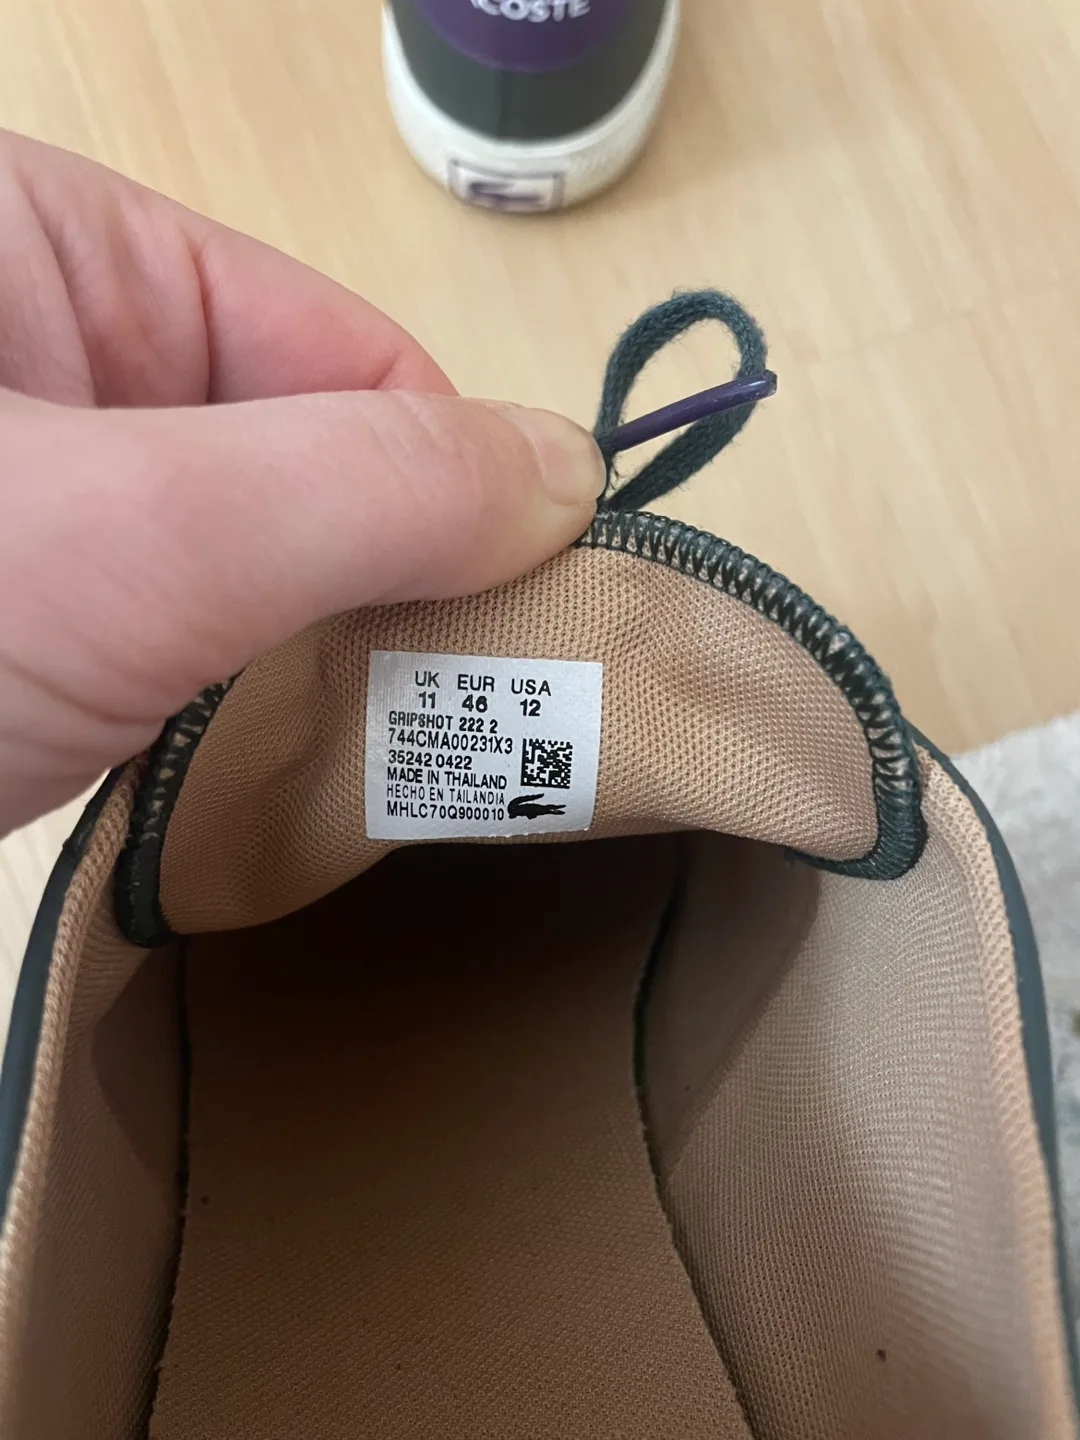 COSTE
UK EUR USA
11 46 12
GRIPSHOT 222 2
744CMA00231X3
35242 0422
MADE IN THAILAND
HECHO EN TAILANDIA
MHLC70Q900010